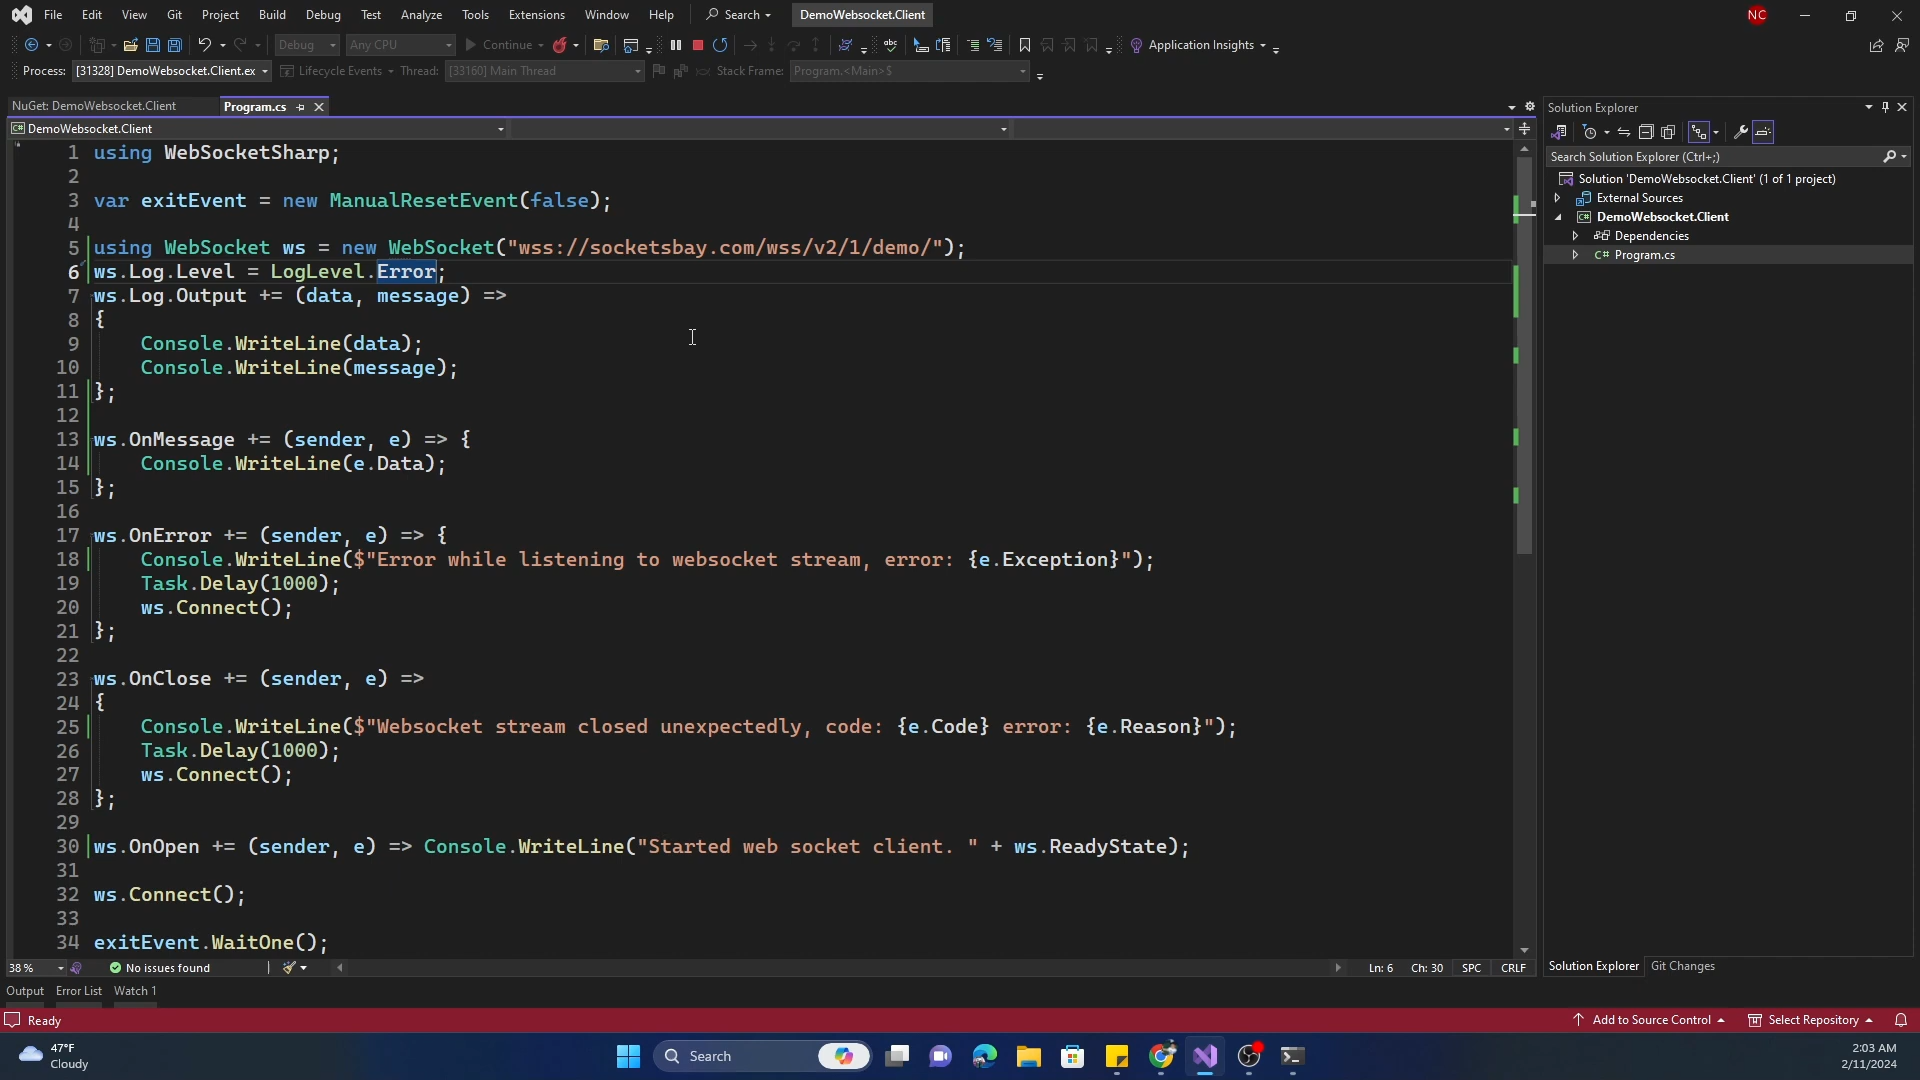 File Edit View Git Project Build Debug Test Analyze Tools Extensions Window Help Search DemoWebsocket.Client NC
Debug Any CPU Continue Application Insights
Process: [31328] DemoWebsocket.Client.ex Lifecycle Events Thread: [33160] Main Thread Stack Frame: Program.<Main>$
NuGet: DemoWebsocket.Client Program.cs
DemoWebsocket.Client
1 using WebSocketSharp;
2
3 var exitEvent = new ManualResetEvent(false);
4
5 using WebSocket ws = new WebSocket("wss://socketsbay.com/wss/v2/1/demo/");
6 ws.Log.Level = LogLevel.Error;
7 ws.Log.Output += (data, message) =>
8 {
9 Console.WriteLine(data);
10 Console.WriteLine(message);
11 };
12
13 ws.OnMessage += (sender, e) => {
14 Console.WriteLine(e.Data);
15 };
16
17 ws.OnError += (sender, e) => {
18 Console.WriteLine($"Error while listening to websocket stream, error: {e.Exception}");
19 Task.Delay(1000);
20 ws.Connect();
21 };
22
23 ws.OnClose += (sender, e) =>
24 {
25 Console.WriteLine($"Websocket stream closed unexpectedly, code: {e.Code} error: {e.Reason}");
26 Task.Delay(1000);
27 ws.Connect();
28 };
29
30 ws.OnOpen += (sender, e) => Console.WriteLine("Started web socket client. " + ws.ReadyState);
31
32 ws.Connect();
33
34 exitEvent.WaitOne();
38 % No issues found Ln: 6 Ch: 30 SPC CRLF
Solution Explorer
Search Solution Explorer (Ctrl+;)
Solution 'DemoWebsocket.Client' (1 of 1 project)
External Sources
DemoWebsocket.Client
Dependencies
C# Program.cs
Solution Explorer Git Changes
Output Error List Watch 1
Ready Add to Source Control Select Repository
47°F
Cloudy
Search
2:03 AM
2/11/2024